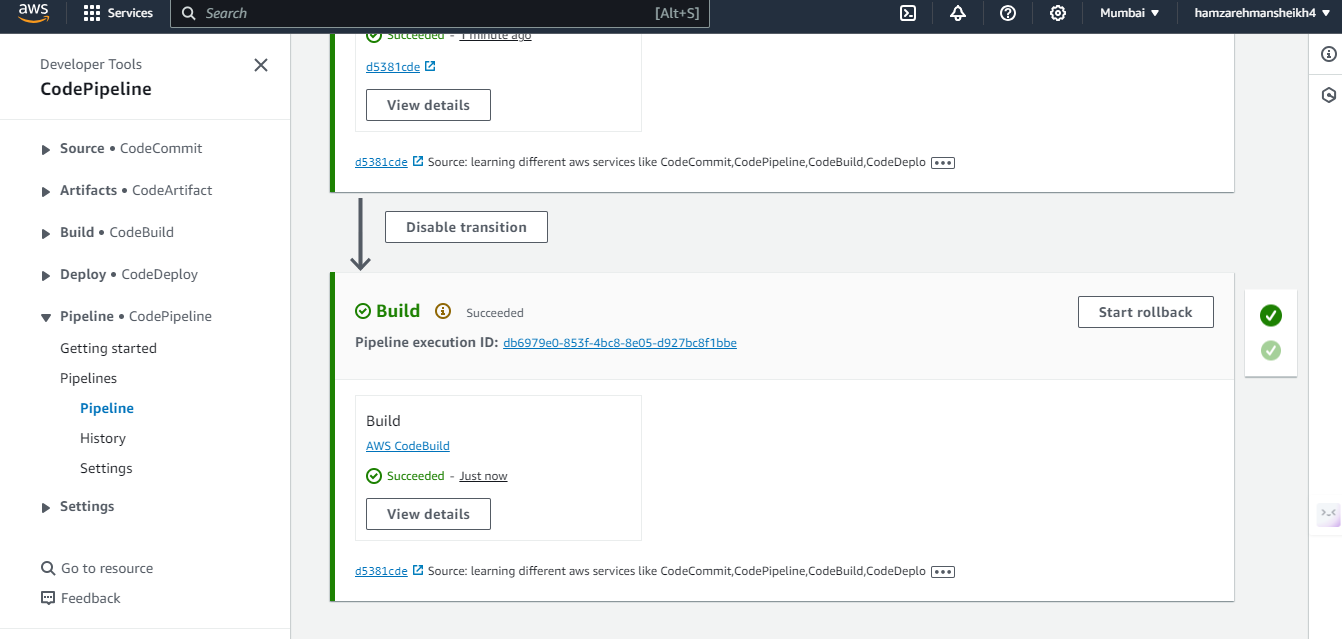 aws
Services
Search
[Alt+S]
Mumbai
hamzarehmansheikh4
Developer Tools
CodePipeline
Source • CodeCommit
Artifacts • CodeArtifact
Build • CodeBuild
Deploy • CodeDeploy
Pipeline • CodePipeline
Getting started
Pipelines
Pipeline
History
Settings
Settings
Go to resource
Feedback
Succeeded - 1 minute ago
d5381cde
View details
d5381cde Source: learning different aws services like CodeCommit,CodePipeline,CodeBuild,CodeDeplo
Disable transition
Build Succeeded
Start rollback
Pipeline execution ID: db6979e0-853f-4bc8-8e05-d927bc8f1bbe
Build
AWS CodeBuild
Succeeded - Just now
View details
d5381cde Source: learning different aws services like CodeCommit,CodePipeline,CodeBuild,CodeDeplo